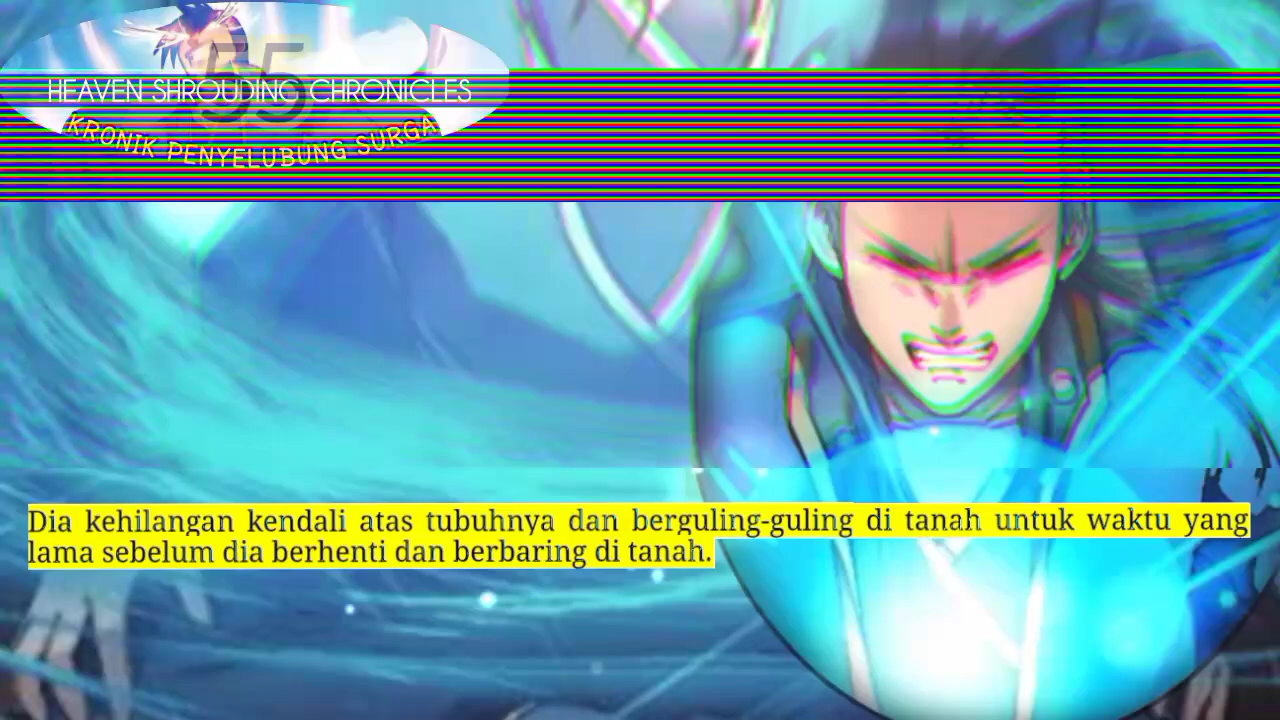 55
HEAVEN SHROUDING CHRONICLES
KRONIK PENYELUBUNG SURGA
Dia kehilangan kendali atas tubuhnya dan berguling-guling di tanah untuk waktu yang
lama sebelum dia berhenti dan berbaring di tanah.